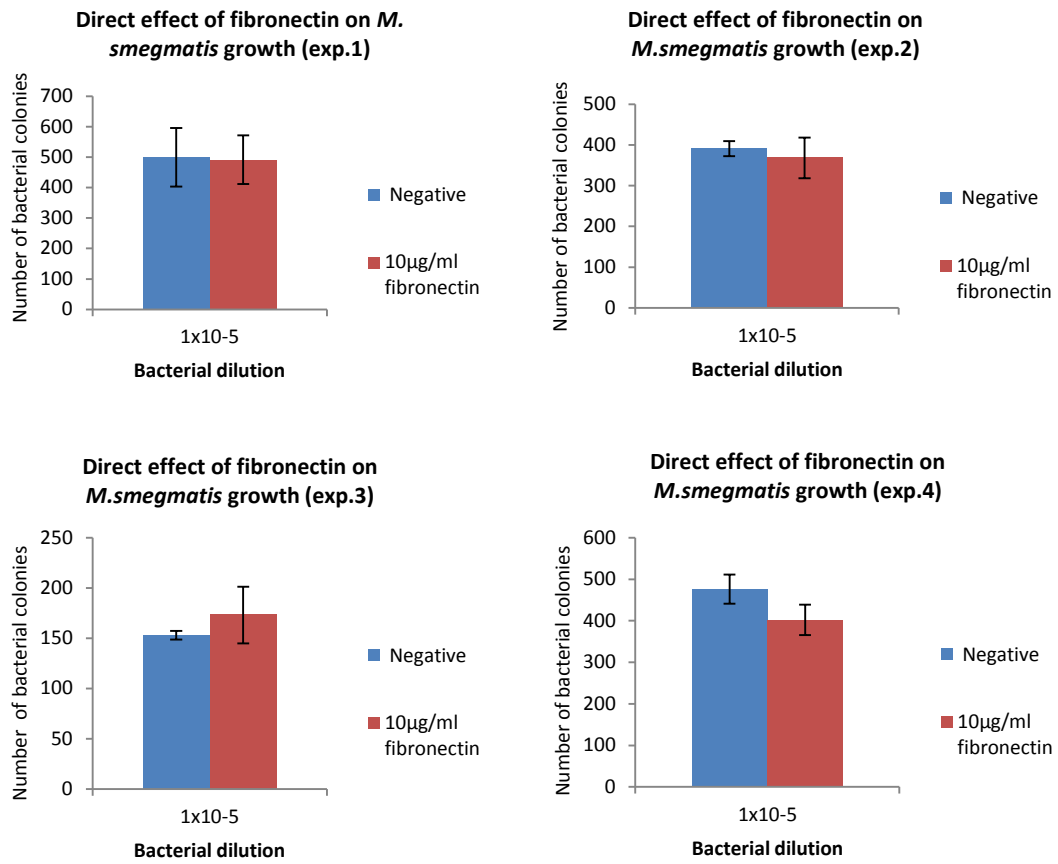 Direct effect of fibronectin on M.
smegmatis growth (exp.1)
Number of bacterial colonies
700
600
500
400
300
200
100
0
1x10-5
Bacterial dilution
Negative
10µg/ml
fibronectin
Direct effect of fibronectin on
M.smegmatis growth (exp.2)
Number of bacterial colonies
500
400
300
200
100
0
1x10-5
Bacterial dilution
Negative
10µg/ml
fibronectin
Direct effect of fibronectin on
M.smegmatis growth (exp.3)
Number of bacterial colonies
250
200
150
100
50
0
1x10-5
Bacterial dilution
Negative
10µg/ml
fibronectin
Direct effect of fibronectin on
M.smegmatis growth (exp.4)
Number of bacterial colonies
600
500
400
300
200
100
0
1x10-5
Bacterial dilution
Negative
10µg/ml
fibronectin